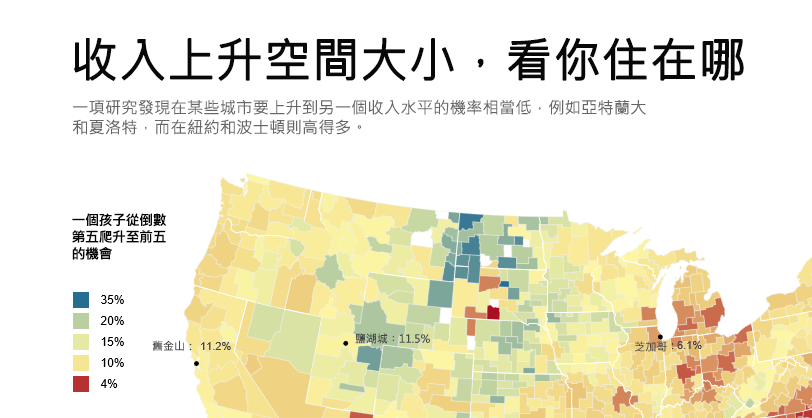 收入上升空間大小，看你住在哪
一項研究發現在某些城市要上升到另一個收入水平的機率相當低，例如亞特蘭大
和夏洛特，而在紐約和波士頓則高得多。
一個孩子從倒數
第五爬升至前五
的機會
35%
20%
15%
10%
4%
舊金山： 11.2%
鹽湖城：11.5%
芝加哥：6.1%